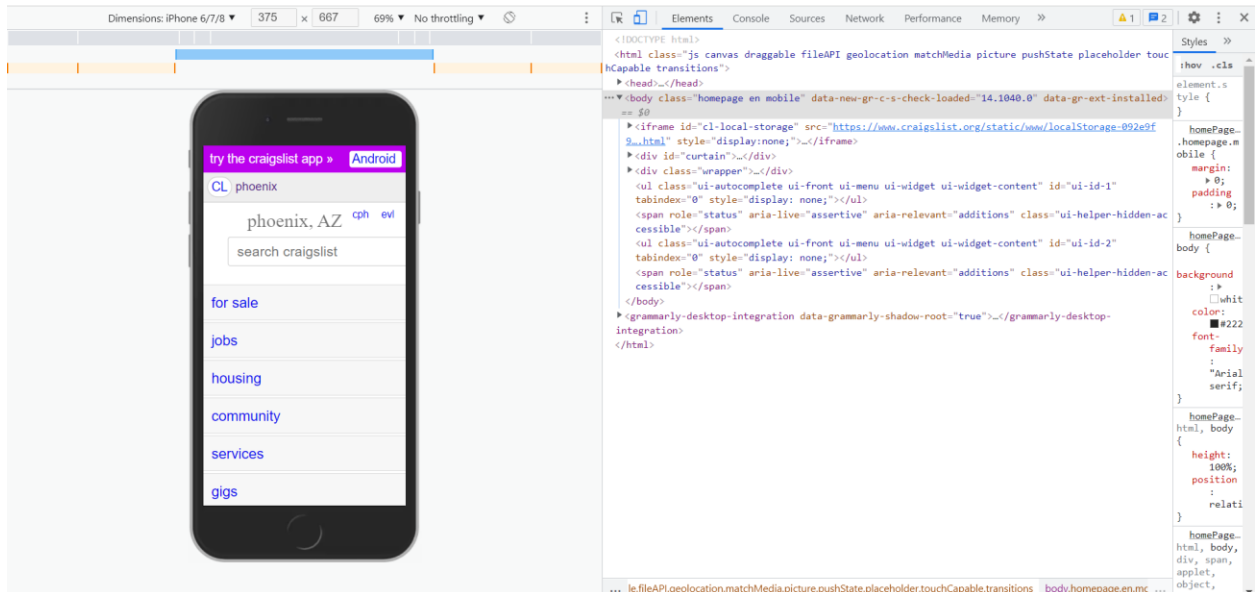 Dimensions: iPhone 6/7/8 ▼ 375 × 667 69% ▼ No throttling ▼
Elements Console Sources Network Performance Memory » 1 2
try the craigslist app » Android
CL phoenix
phoenix, AZ cph evl
search craigslist
for sale
jobs
housing
community
services
gigs
<!DOCTYPE html>
<html class="js canvas draggable fileAPI geolocation matchMedia picture pushState placeholder touc
hCapable transitions">
▶<head>…</head>
…▼<body class="homepage en mobile" data-new-gr-c-s-check-loaded="14.1040.0" data-gr-ext-installed>
== $0
▶<iframe id="cl-local-storage" src="https://www.craigslist.org/static/www/localStorage-092e9f
9….html" style="display:none;">…</iframe>
▶<div id="curtain">…</div>
▶<div class="wrapper">…</div>
<ul class="ui-autocomplete ui-front ui-menu ui-widget ui-widget-content" id="ui-id-1"
tabindex="0" style="display: none;"></ul>
<span role="status" aria-live="assertive" aria-relevant="additions" class="ui-helper-hidden-ac
cessible"></span>
<ul class="ui-autocomplete ui-front ui-menu ui-widget ui-widget-content" id="ui-id-2"
tabindex="0" style="display: none;"></ul>
<span role="status" aria-live="assertive" aria-relevant="additions" class="ui-helper-hidden-ac
cessible"></span>
</body>
▶<grammarly-desktop-integration data-grammarly-shadow-root="true">…</grammarly-desktop-
integration>
</html>
… le.fileAPI.geolocation.matchMedia.picture.pushState.placeholder.touchCapable.transitions body.homepage.en.mc …
Styles »
:hov .cls
element.s
tyle {
}
homePage…
.homepage.m
obile {
margin:
▶ 0;
padding
:▶ 0;
}
homePage…
body {
background
:▶
whit
color:
#222
font-
family
:
"Arial
serif;
}
homePage…
html, body
{
height:
100%;
position
:
relati
}
homePage…
html, body,
div, span,
applet,
object,